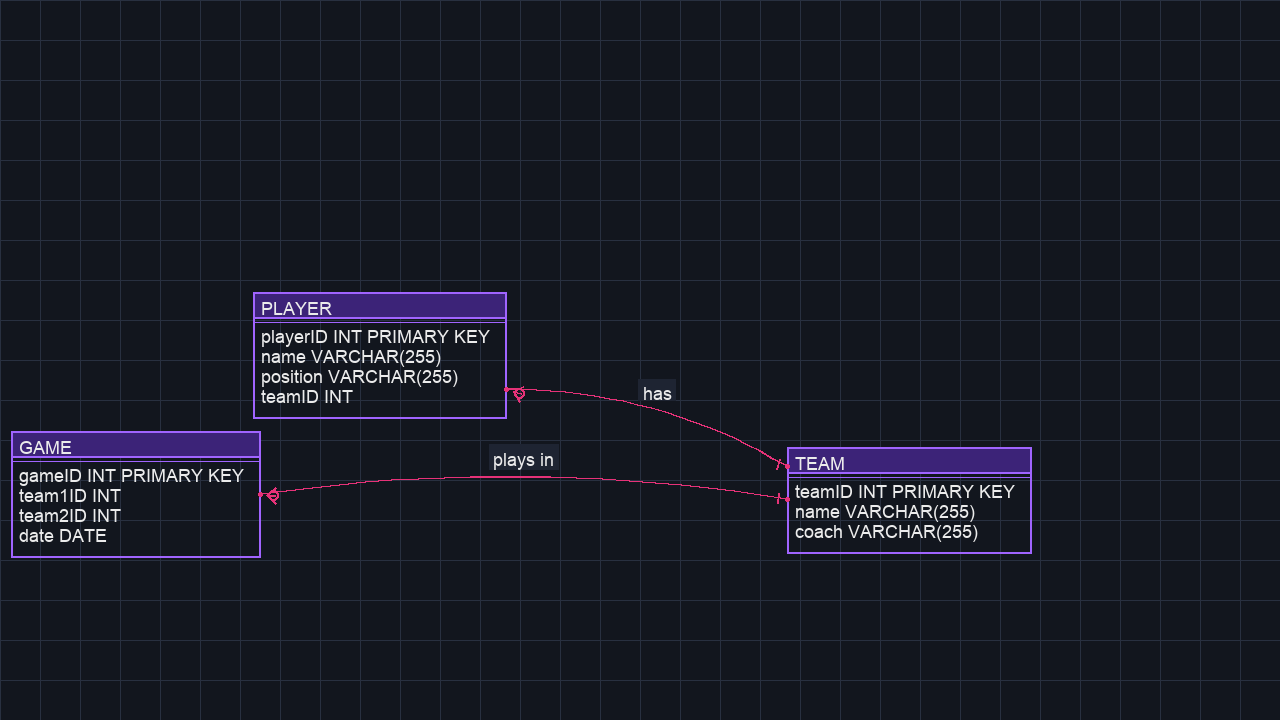 PLAYER
playerID INT PRIMARY KEY
name VARCHAR(255)
position VARCHAR(255)
teamID INT
has
GAME
gameID INT PRIMARY KEY
team1ID INT
team2ID INT
date DATE
plays in
TEAM
teamID INT PRIMARY KEY
name VARCHAR(255)
coach VARCHAR(255)